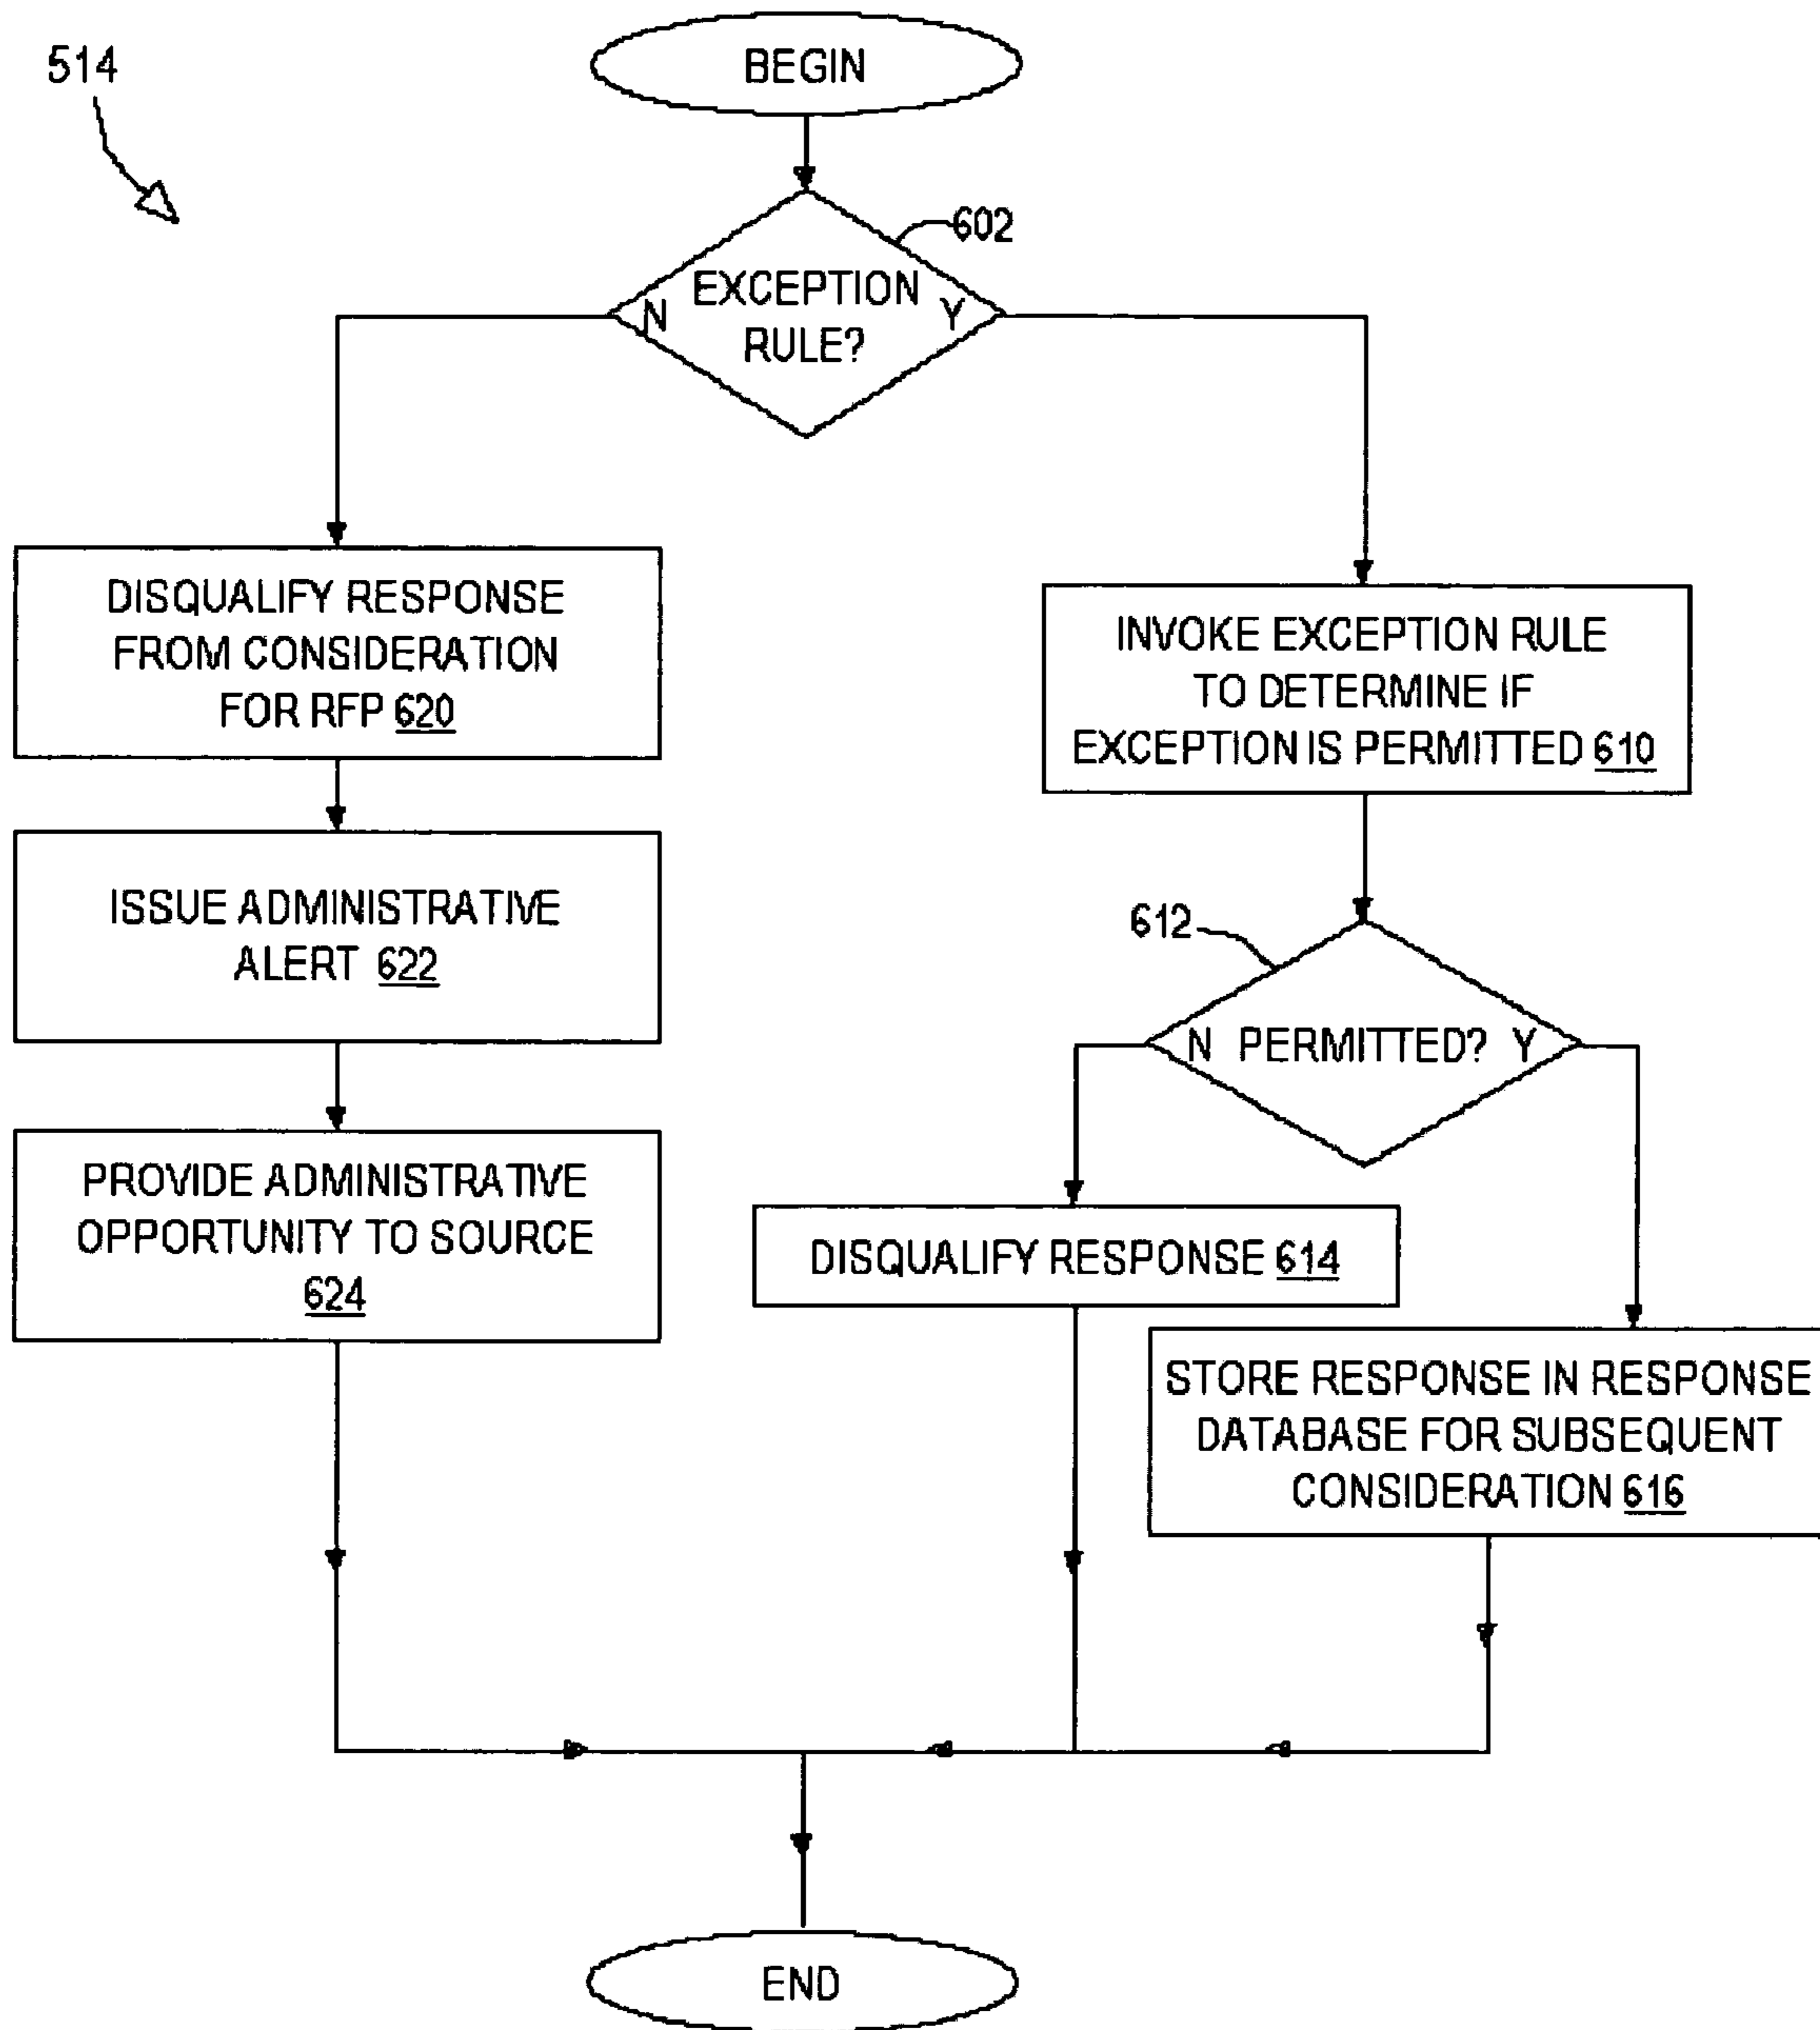 514
BEGIN
602
EXCEPTION
RULE?
N
Y
DISQUALIFY RESPONSE
FROM CONSIDERATION
FOR RFP 620
INVOKE EXCEPTION RULE
TO DETERMINE IF
EXCEPTION IS PERMITTED 610
ISSUE ADMINISTRATIVE
ALERT 622
612
N PERMITTED? Y
PROVIDE ADMINISTRATIVE
OPPORTUNITY TO SOURCE
624
DISQUALIFY RESPONSE 614
STORE RESPONSE IN RESPONSE
DATABASE FOR SUBSEQUENT
CONSIDERATION 616
END